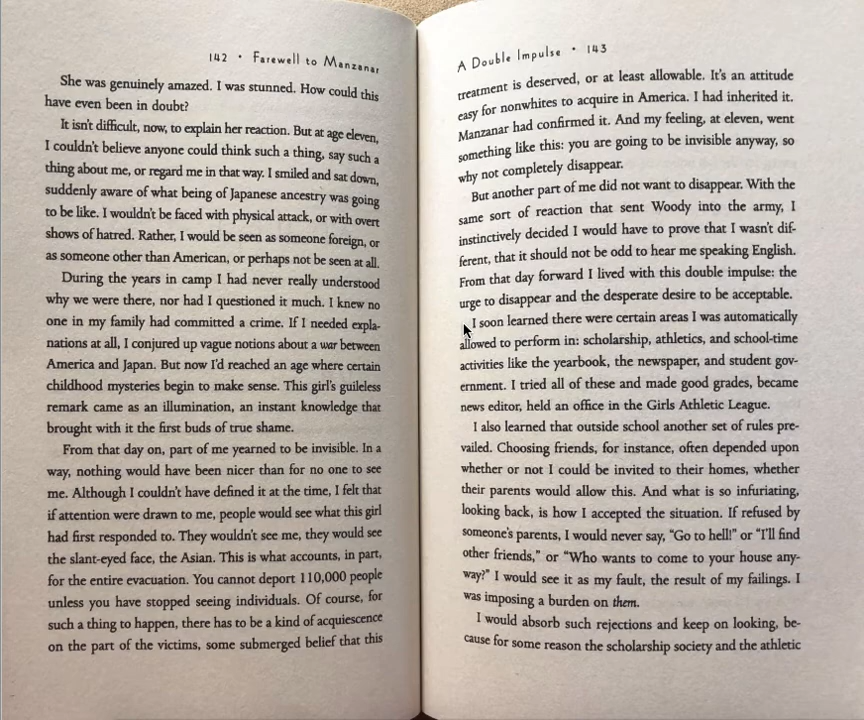 142 • Farewell to Manzanar
She was genuinely amazed. I was stunned. How could this
have even been in doubt?
It isn't difficult, now, to explain her reaction. But at age eleven,
I couldn't believe anyone could think such a thing, say such a
thing about me, or regard me in that way. I smiled and sat down,
suddenly aware of what being of Japanese ancestry was going
to be like. I wouldn't be faced with physical attack, or with overt
shows of hatred. Rather, I would be seen as someone foreign, or
as someone other than American, or perhaps not be seen at all.
During the years in camp I had never really understood
why we were there, nor had I questioned it much. I knew no
one in my family had committed a crime. If I needed expla-
nations at all, I conjured up vague notions about a war between
America and Japan. But now I'd reached an age where certain
childhood mysteries begin to make sense. This girl's guileless
remark came as an illumination, an instant knowledge that
brought with it the first buds of true shame.
From that day on, part of me yearned to be invisible. In a
way, nothing would have been nicer than for no one to see
me. Although I couldn't have defined it at the time, I felt that
if attention were drawn to me, people would see what this girl
had first responded to. They wouldn't see me, they would see
the slant-eyed face, the Asian. This is what accounts, in part,
for the entire evacuation. You cannot deport 110,000 people
unless you have stopped seeing individuals. Of course, for
such a thing to happen, there has to be a kind of acquiescence
on the part of the victims, some submerged belief that this
A Double Impulse • 143
treatment is deserved, or at least allowable. It's an attitude
easy for nonwhites to acquire in America. I had inherited it.
Manzanar had confirmed it. And my feeling, at eleven, went
something like this: you are going to be invisible anyway, so
why not completely disappear.
But another part of me did not want to disappear. With the
same sort of reaction that sent Woody into the army, I
instinctively decided I would have to prove that I wasn't dif-
ferent, that it should not be odd to hear me speaking English.
From that day forward I lived with this double impulse: the
urge to disappear and the desperate desire to be acceptable.
I soon learned there were certain areas I was automatically
allowed to perform in: scholarship, athletics, and school-time
activities like the yearbook, the newspaper, and student gov-
ernment. I tried all of these and made good grades, became
news editor, held an office in the Girls Athletic League.
I also learned that outside school another set of rules pre-
vailed. Choosing friends, for instance, often depended upon
whether or not I could be invited to their homes, whether
their parents would allow this. And what is so infuriating,
looking back, is how I accepted the situation. If refused by
someone's parents, I would never say, "Go to hell!" or "I'll find
other friends," or "Who wants to come to your house any-
way?" I would see it as my fault, the result of my failings. I
was imposing a burden on them.
I would absorb such rejections and keep on looking, be-
cause for some reason the scholarship society and the athletic